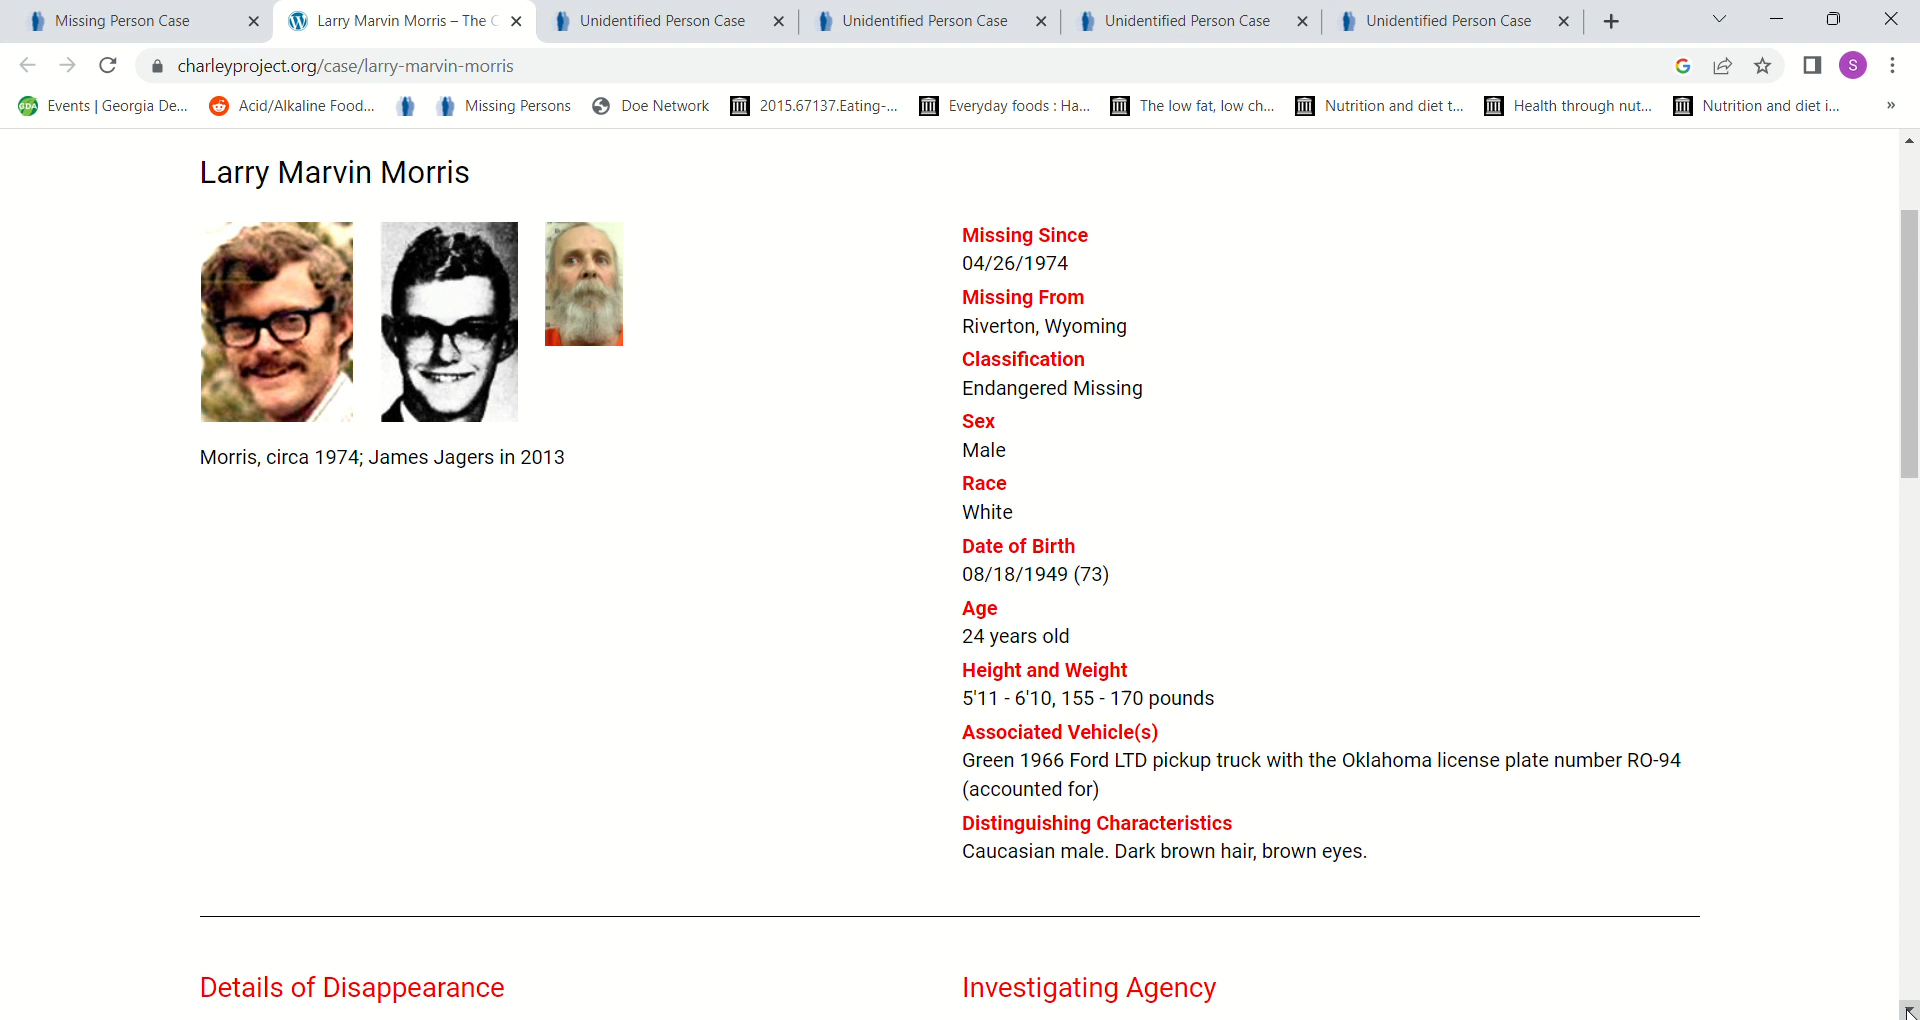 Missing Person Case
Larry Marvin Morris – The C
Unidentified Person Case
Unidentified Person Case
Unidentified Person Case
Unidentified Person Case
charleyproject.org/case/larry-marvin-morris
S
GDA
Events | Georgia De...
Acid/Alkaline Food...
Missing Persons
Doe Network
2015.67137.Eating-...
Everyday foods : Ha...
The low fat, low ch...
Nutrition and diet t...
Health through nut...
Nutrition and diet i...
»
Larry Marvin Morris
Morris, circa 1974; James Jagers in 2013
Missing Since
04/26/1974
Missing From
Riverton, Wyoming
Classification
Endangered Missing
Sex
Male
Race
White
Date of Birth
08/18/1949 (73)
Age
24 years old
Height and Weight
5'11 - 6'10, 155 - 170 pounds
Associated Vehicle(s)
Green 1966 Ford LTD pickup truck with the Oklahoma license plate number RO-94
(accounted for)
Distinguishing Characteristics
Caucasian male. Dark brown hair, brown eyes.
Details of Disappearance
Investigating Agency